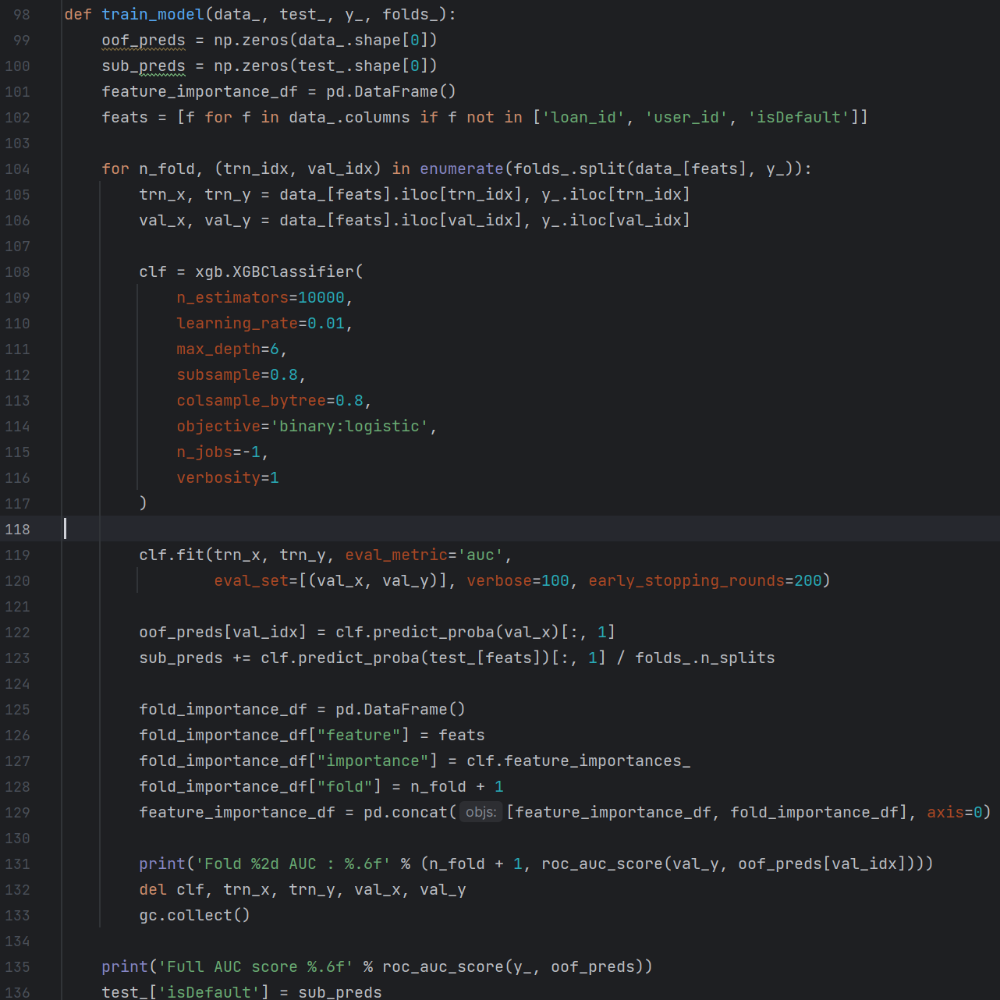 98 def train_model(data_, test_, y_, folds_):
99 oof_preds = np.zeros(data_.shape[0])
100 sub_preds = np.zeros(test_.shape[0])
101 feature_importance_df = pd.DataFrame()
102 feats = [f for f in data_.columns if f not in ['loan_id', 'user_id', 'isDefault']]
103
104 for n_fold, (trn_idx, val_idx) in enumerate(folds_.split(data_[feats], y_)):
105 trn_x, trn_y = data_[feats].iloc[trn_idx], y_.iloc[trn_idx]
106 val_x, val_y = data_[feats].iloc[val_idx], y_.iloc[val_idx]
107
108 clf = xgb.XGBClassifier(
109 n_estimators=10000,
110 learning_rate=0.01,
111 max_depth=6,
112 subsample=0.8,
113 colsample_bytree=0.8,
114 objective='binary:logistic',
115 n_jobs=-1,
116 verbosity=1
117 )
118
119 clf.fit(trn_x, trn_y, eval_metric='auc',
120 eval_set=[(val_x, val_y)], verbose=100, early_stopping_rounds=200)
121
122 oof_preds[val_idx] = clf.predict_proba(val_x)[:, 1]
123 sub_preds += clf.predict_proba(test_[feats])[:, 1] / folds_.n_splits
124
125 fold_importance_df = pd.DataFrame()
126 fold_importance_df["feature"] = feats
127 fold_importance_df["importance"] = clf.feature_importances_
128 fold_importance_df["fold"] = n_fold + 1
129 feature_importance_df = pd.concat( objs: [feature_importance_df, fold_importance_df], axis=0)
130
131 print('Fold %2d AUC : %.6f' % (n_fold + 1, roc_auc_score(val_y, oof_preds[val_idx])))
132 del clf, trn_x, trn_y, val_x, val_y
133 gc.collect()
134
135 print('Full AUC score %.6f' % roc_auc_score(y_, oof_preds))
136 test_['isDefault'] = sub_preds